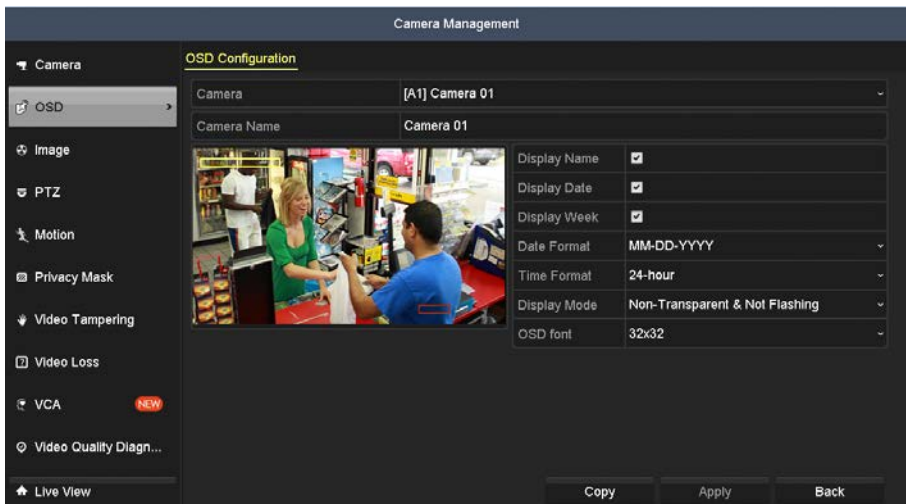 Camera Management
Camera
OSD
Image
PTZ
Motion
Privacy Mask
Video Tampering
Video Loss
VCA NEW
Video Quality Diagn...
Live View
OSD Configuration
Camera [A1] Camera 01
Camera Name Camera 01
Display Name
Display Date
Display Week
Date Format MM-DD-YYYY
Time Format 24-hour
Display Mode Non-Transparent & Not Flashing
OSD font 32x32
Copy Apply Back